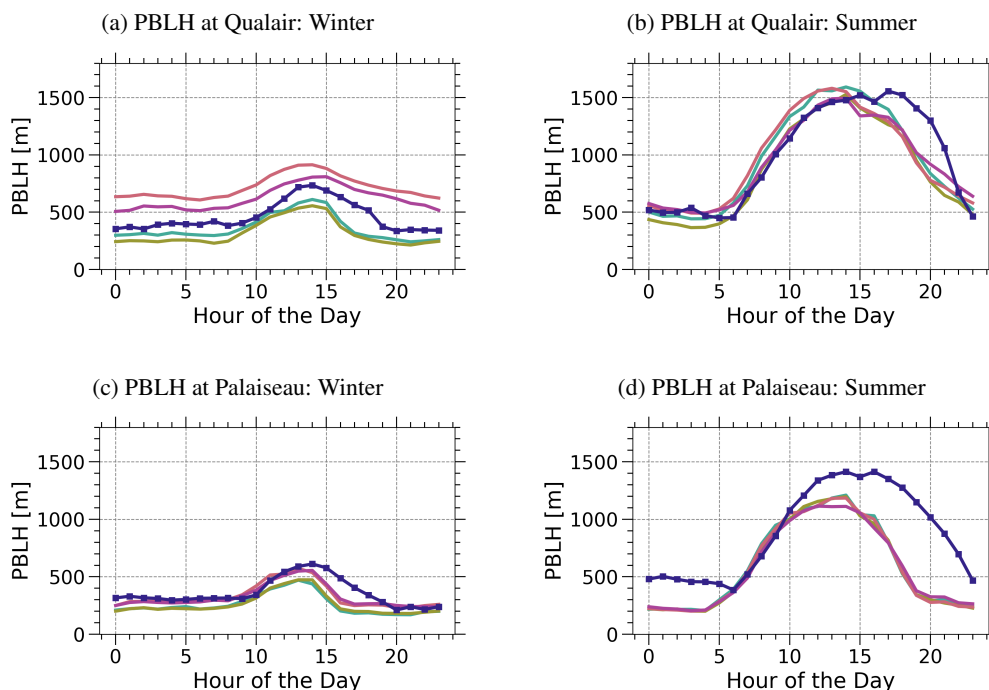 (a) PBLH at Qualair: Winter
PBLH [m]
1500
1000
500
0
0 5 10 15 20
Hour of the Day
(b) PBLH at Qualair: Summer
PBLH [m]
1500
1000
500
0
0 5 10 15 20
Hour of the Day
(c) PBLH at Palaiseau: Winter
PBLH [m]
1500
1000
500
0
0 5 10 15 20
Hour of the Day
(d) PBLH at Palaiseau: Summer
PBLH [m]
1500
1000
500
0
0 5 10 15 20
Hour of the Day